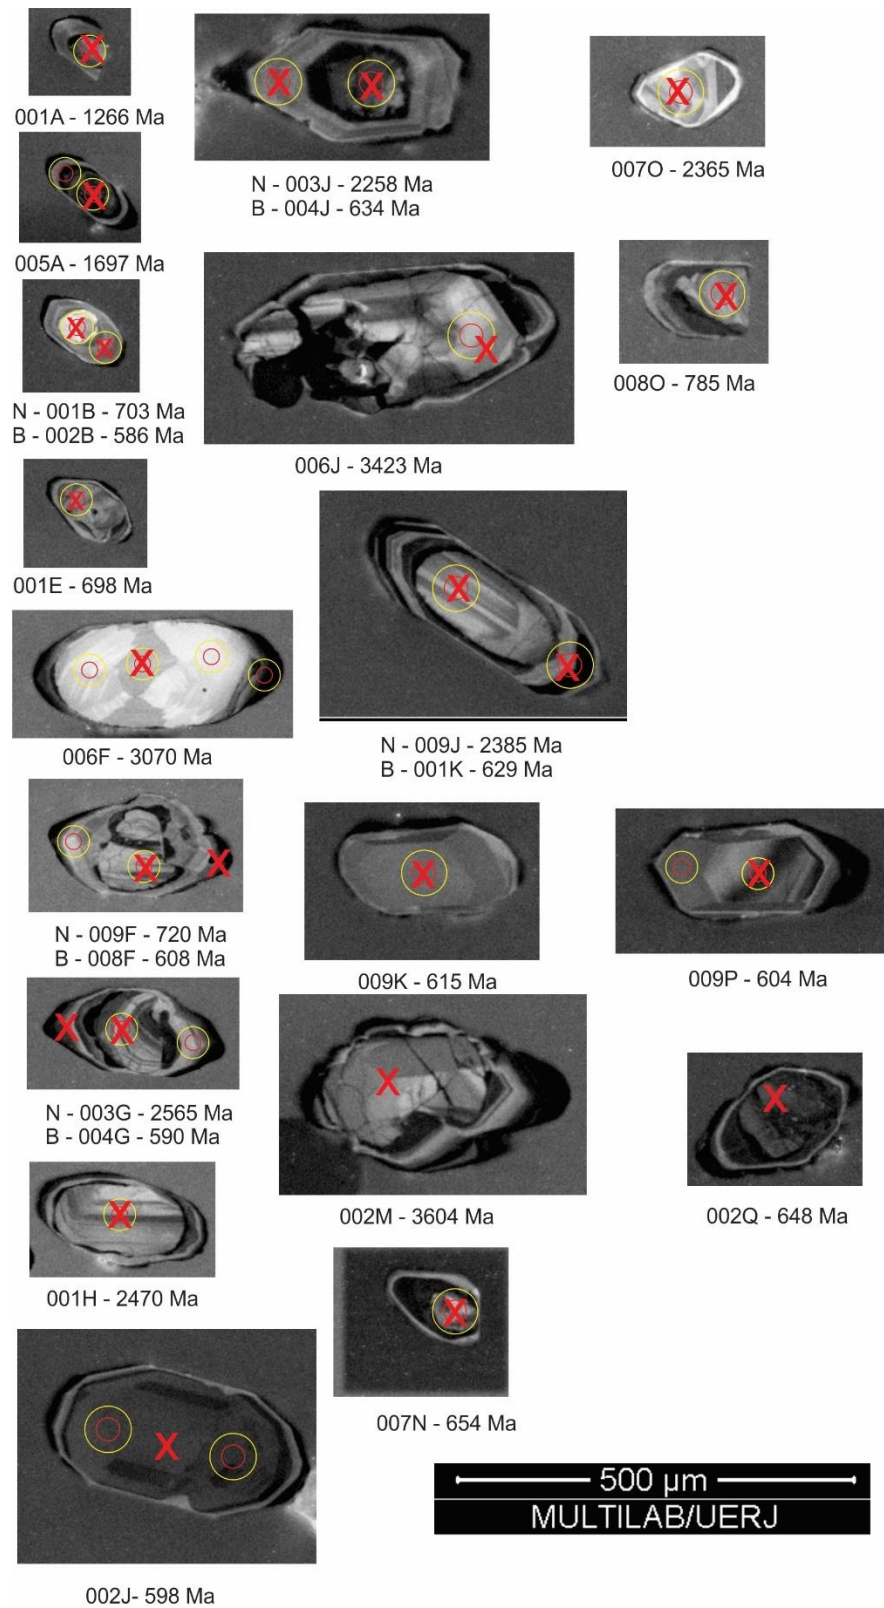 001A - 1266 Ma
005A - 1697 Ma
N - 001B - 703 Ma
B - 002B - 586 Ma
001E - 698 Ma
006F - 3070 Ma
N - 009F - 720 Ma
B - 008F - 608 Ma
N - 003G - 2565 Ma
B - 004G - 590 Ma
001H - 2470 Ma
002J- 598 Ma
N - 003J - 2258 Ma
B - 004J - 634 Ma
006J - 3423 Ma
N - 009J - 2385 Ma
B - 001K - 629 Ma
009K - 615 Ma
002M - 3604 Ma
007N - 654 Ma
007O - 2365 Ma
008O - 785 Ma
009P - 604 Ma
002Q - 648 Ma
500 µm
MULTILAB/UERJ